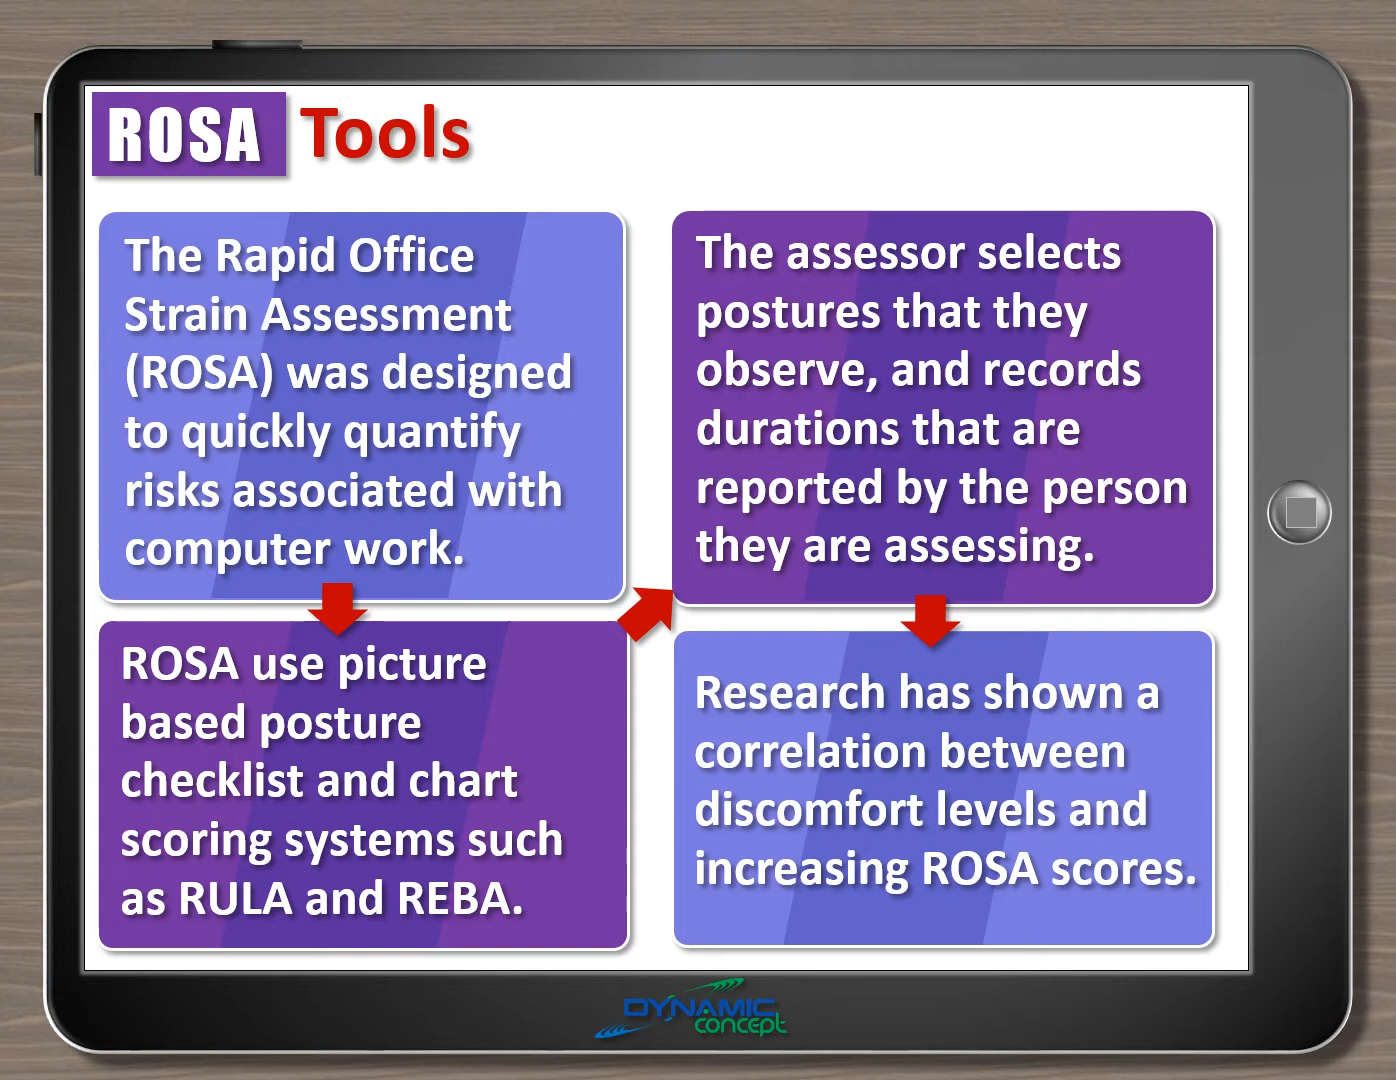 ROSA Tools
The Rapid Office
Strain Assessment
(ROSA) was designed
to quickly quantify
risks associated with
computer work.
ROSA use picture
based posture
checklist and chart
scoring systems such
as RULA and REBA.
The assessor selects
postures that they
observe, and records
durations that are
reported by the person
they are assessing.
Research has shown a
correlation between
discomfort levels and
increasing ROSA scores.
DYNAMIC
concept